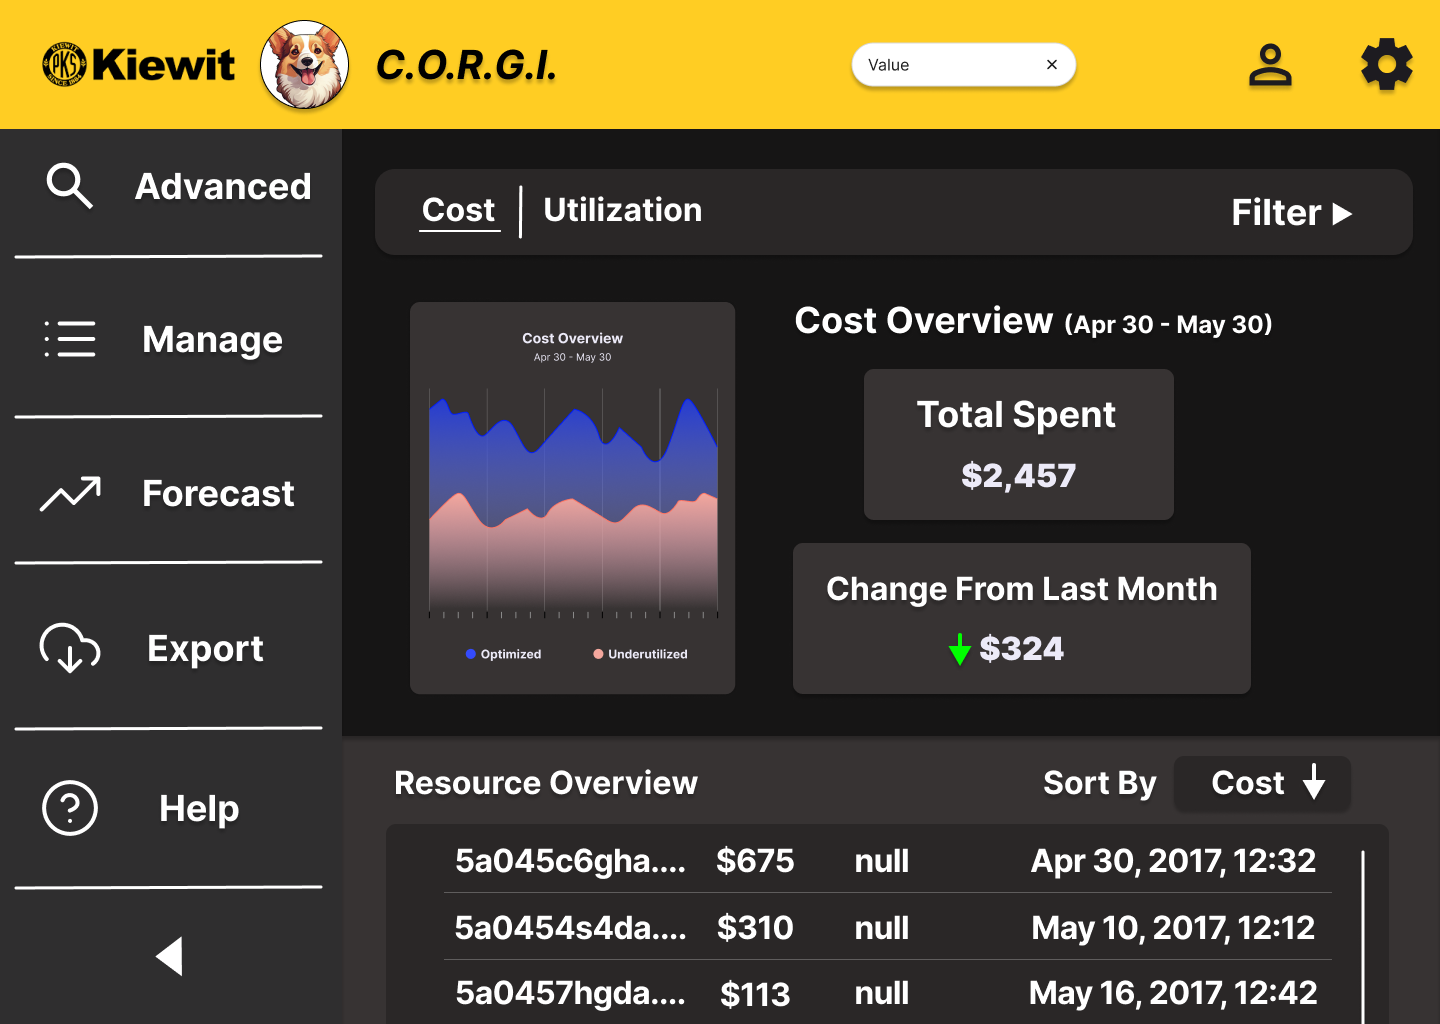 KIEWIT
PKS
SINCE 1884
Kiewit
C.O.R.G.I.
Value
Advanced
Manage
Forecast
Export
Help
Cost
Utilization
Filter
Cost Overview
Apr 30 - May 30
Optimized
Underutilized
Cost Overview (Apr 30 - May 30)
Total Spent
$2,457
Change From Last Month
$324
Resource Overview
Sort By
Cost
5a045c6gha.... $675 null Apr 30, 2017, 12:32
5a0454s4da.... $310 null May 10, 2017, 12:12
5a0457hgda.... $113 null May 16, 2017, 12:42